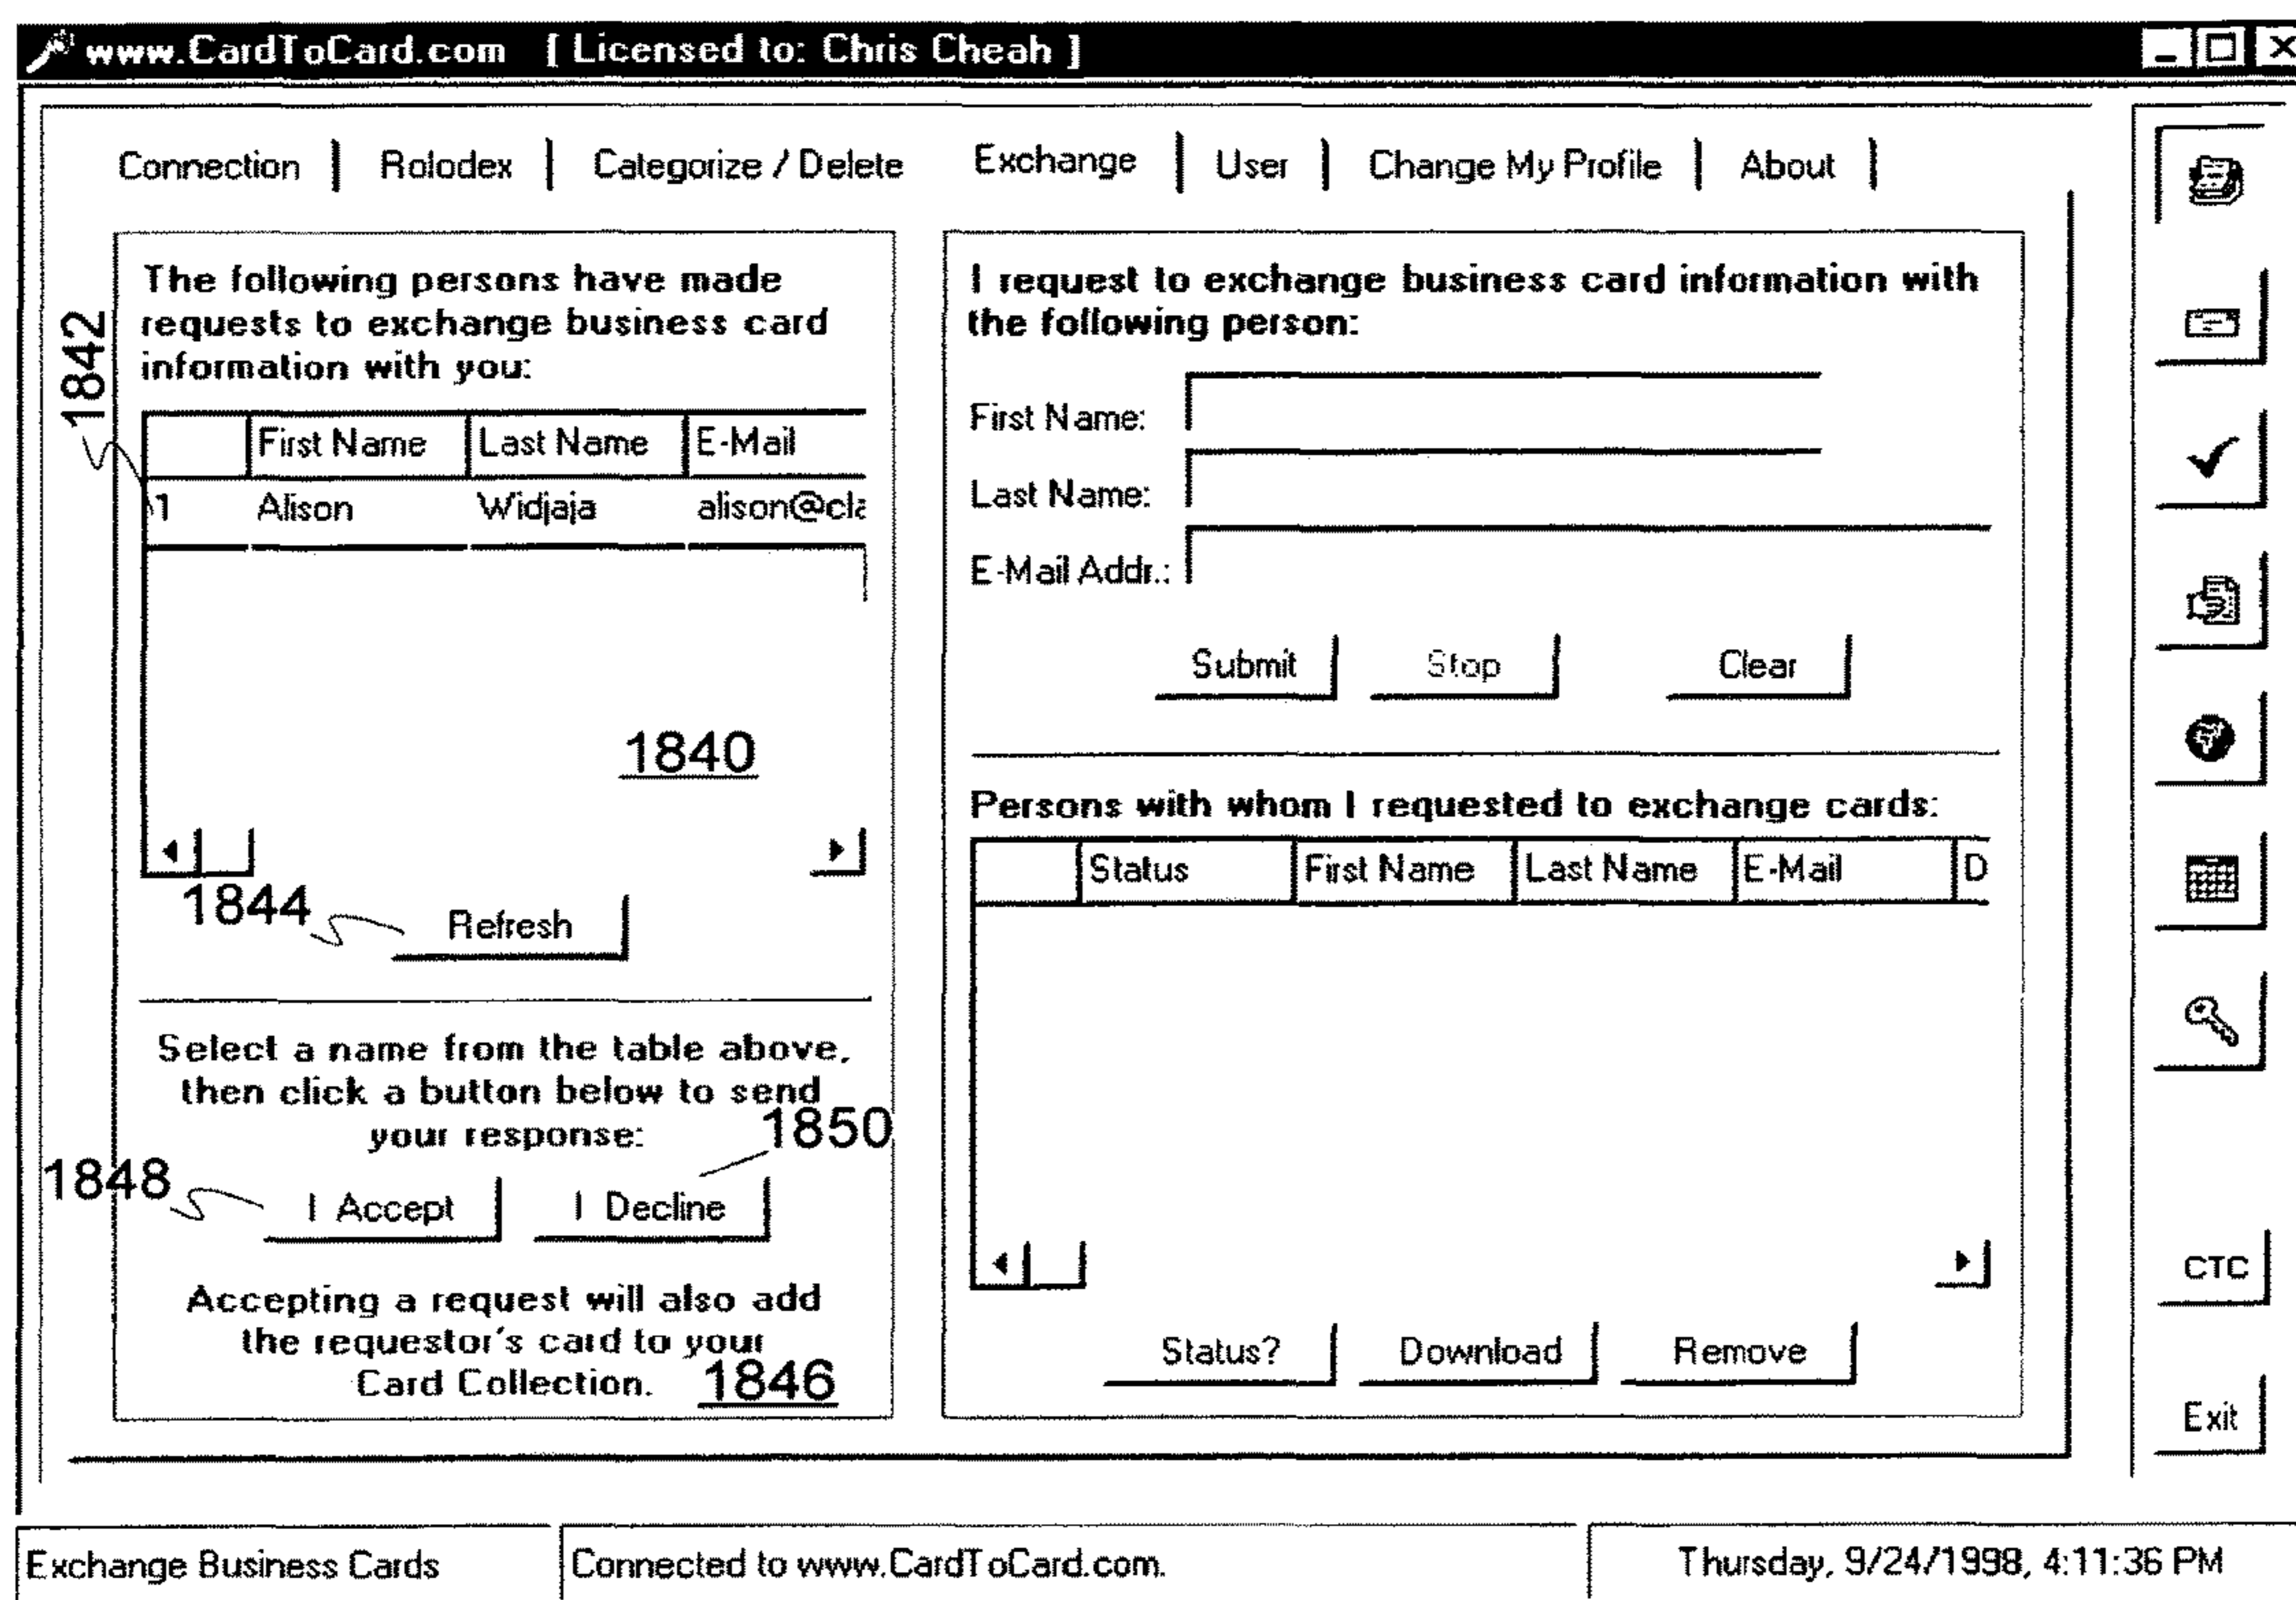 www.CardToCard.com [ Licensed to: Chris Cheah ]
Connection | Rolodex | Categorize / Delete Exchange | User | Change My Profile | About |
The following persons have made
requests to exchange business card
information with you:
1842
First Name Last Name E-Mail
1 Alison Widjaja alison@cla
1840
1844
Refresh
Select a name from the table above,
then click a button below to send
your response:
1850
1848
I Accept I Decline
Accepting a request will also add
the requestor's card to your
Card Collection. 1846
I request to exchange business card information with
the following person:
First Name:
Last Name:
E-Mail Addr.:
Submit Stop Clear
Persons with whom I requested to exchange cards:
Status First Name Last Name E-Mail D
Status? Download Remove
CTC
Exit
Exchange Business Cards Connected to www.CardToCard.com. Thursday, 9/24/1998, 4:11:36 PM